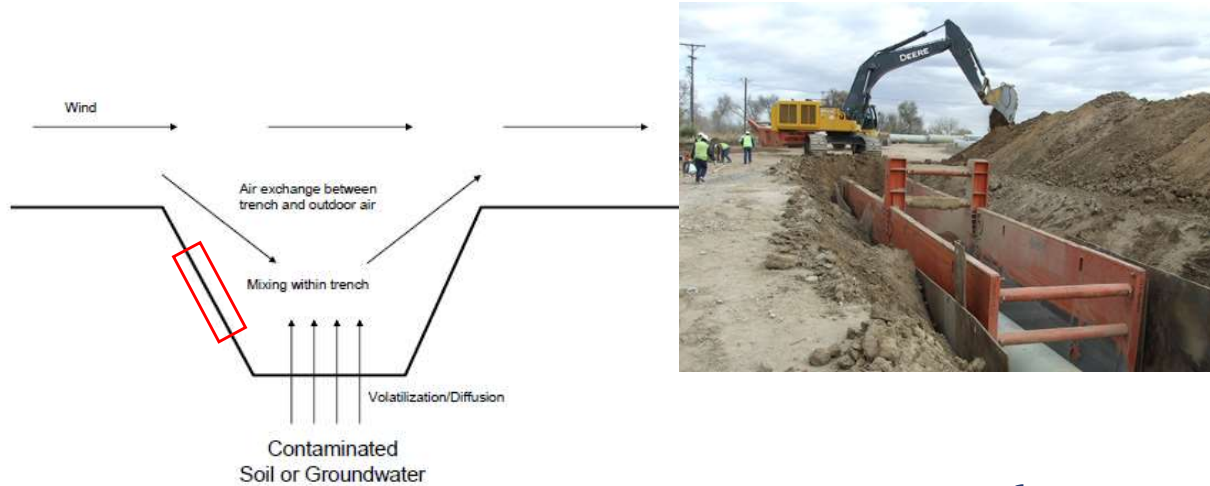 Wind
Air exchange between
trench and outdoor air
Mixing within trench
Volatilization/Diffusion
Contaminated
Soil or Groundwater
DEERE